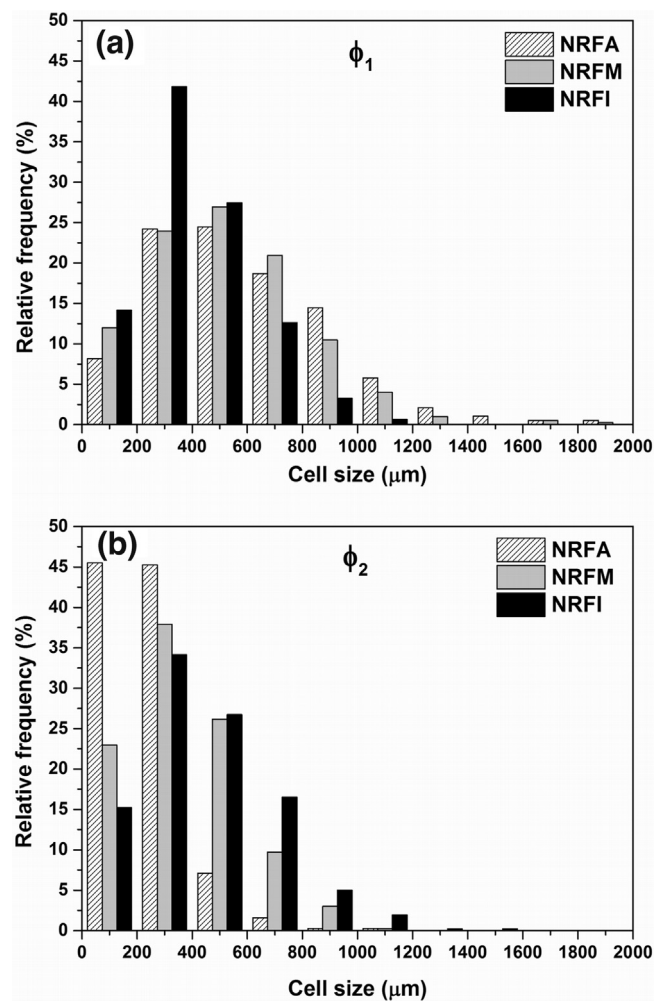 (a)
ϕ1
NRFA
NRFM
NRFI
Relative frequency (%)
50
45
40
35
30
25
20
15
10
5
0
0 200 400 600 800 1000 1200 1400 1600 1800 2000
Cell size (μm)
(b)
ϕ2
NRFA
NRFM
NRFI
Relative frequency (%)
50
45
40
35
30
25
20
15
10
5
0
0 200 400 600 800 1000 1200 1400 1600 1800 2000
Cell size (μm)